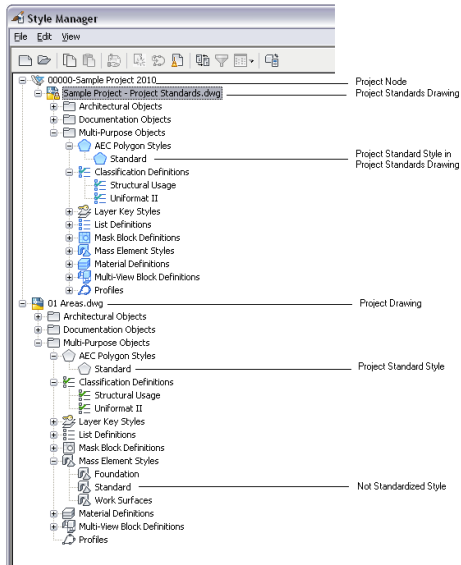 Style Manager
File Edit View
00000-Sample Project 2010
Project Node
Sample Project - Project Standards.dwg
Project Standards Drawing
Architectural Objects
Documentation Objects
Multi-Purpose Objects
AEC Polygon Styles
Standard
Project Standard Style in
Project Standards Drawing
Classification Definitions
Structural Usage
Uniformat II
Layer Key Styles
List Definitions
Mask Block Definitions
Mass Element Styles
Material Definitions
Multi-View Block Definitions
Profiles
01 Areas.dwg
Project Drawing
Architectural Objects
Documentation Objects
Multi-Purpose Objects
AEC Polygon Styles
Standard
Project Standard Style
Classification Definitions
Structural Usage
Uniformat II
Layer Key Styles
List Definitions
Mask Block Definitions
Mass Element Styles
Foundation
Standard
Not Standardized Style
Work Surfaces
Material Definitions
Multi-View Block Definitions
Profiles